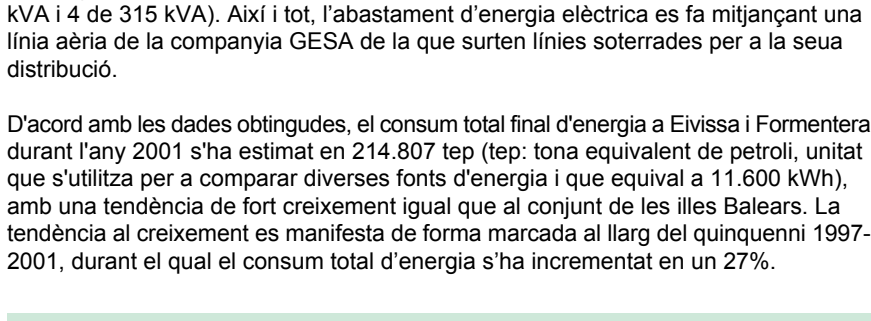 kVA i 4 de 315 kVA). Així i tot, l’abastament d’energia elèctrica es fa mitjançant una
línia aèria de la companyia GESA de la que surten línies soterrades per a la seua
distribució.
D'acord amb les dades obtingudes, el consum total final d'energia a Eivissa i Formentera
durant l'any 2001 s'ha estimat en 214.807 tep (tep: tona equivalent de petroli, unitat
que s'utilitza per a comparar diverses fonts d'energia i que equival a 11.600 kWh),
amb una tendència de fort creixement igual que al conjunt de les illes Balears. La
tendència al creixement es manifesta de forma marcada al llarg del quinquenni 1997-
2001, durant el qual el consum total d’energia s’ha incrementat en un 27%.